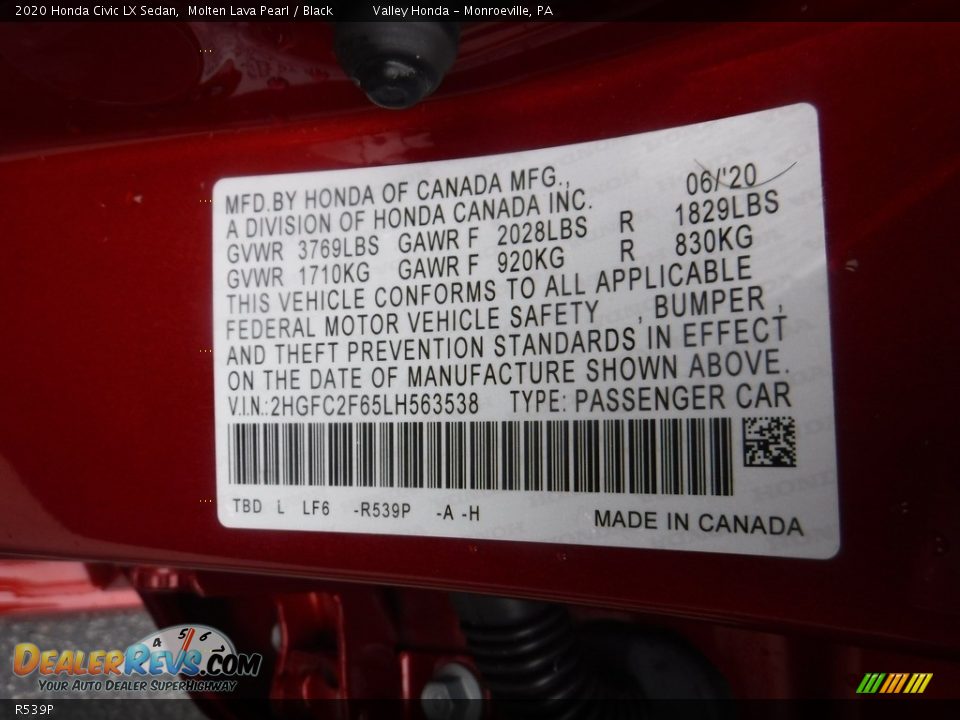 2020 Honda Civic LX Sedan, Molten Lava Pearl / Black Valley Honda - Monroeville, PA
MFD.BY HONDA OF CANADA MFG., 06/'20
A DIVISION OF HONDA CANADA INC.
GVWR 3769LBS GAWR F 2028LBS R 1829LBS
GVWR 1710KG GAWR F 920KG R 830KG
THIS VEHICLE CONFORMS TO ALL APPLICABLE
FEDERAL MOTOR VEHICLE SAFETY , BUMPER ,
AND THEFT PREVENTION STANDARDS IN EFFECT
ON THE DATE OF MANUFACTURE SHOWN ABOVE.
V.I.N.:2HGFC2F65LH563538 TYPE: PASSENGER CAR
TBD L LF6 -R539P -A -H MADE IN CANADA
4 5 6
DEALERREVS.COM
YOUR AUTO DEALER SUPERHIGHWAY
R539P